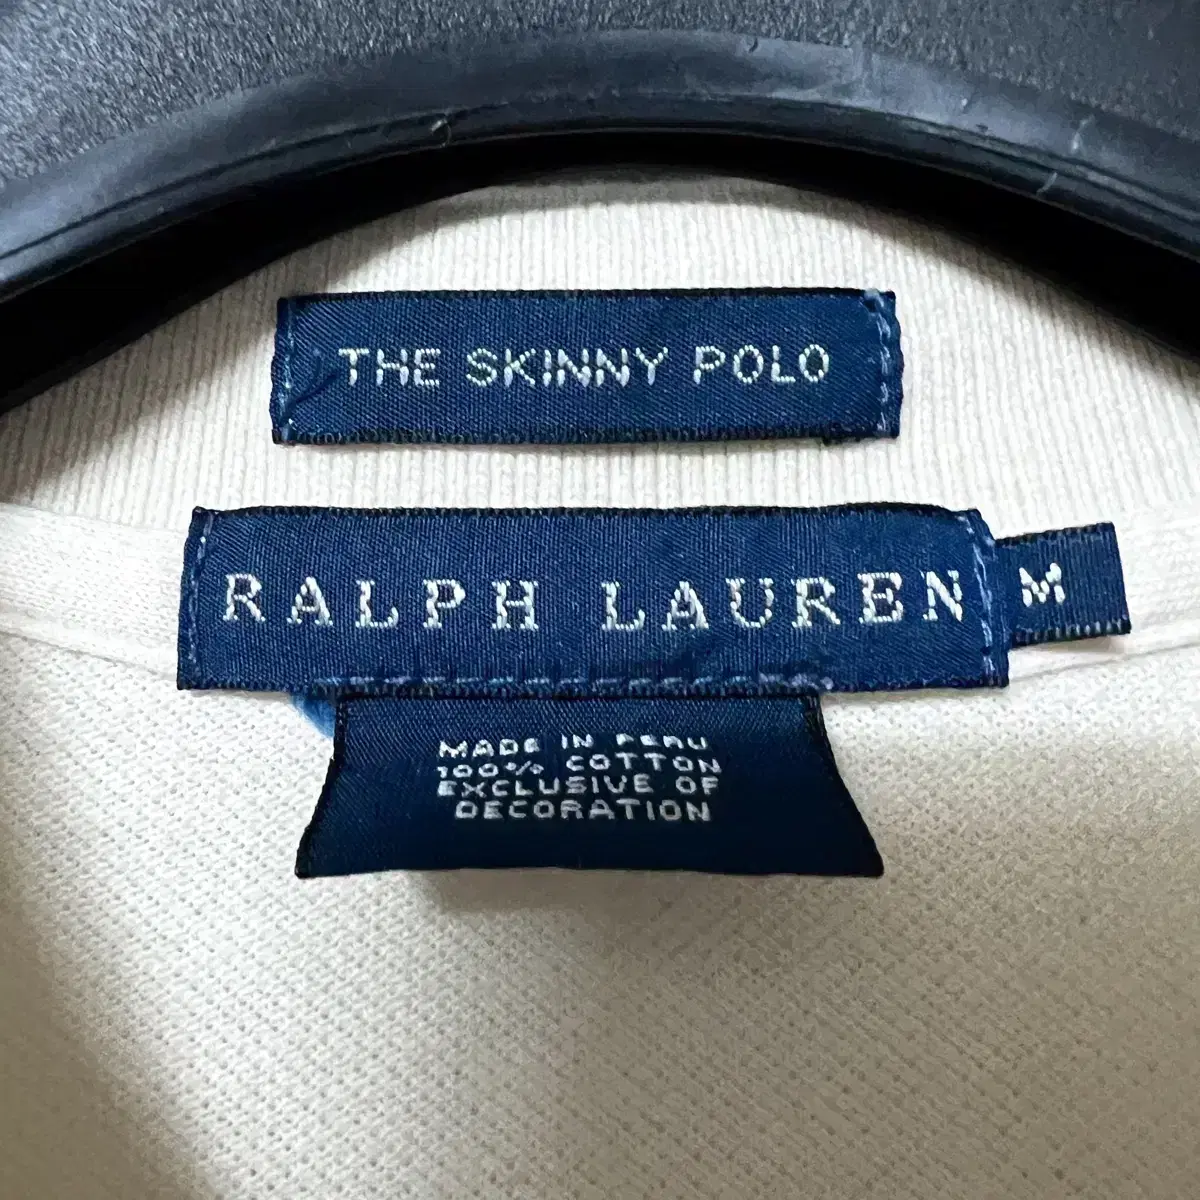 THE SKINNY POLO
RALPH LAUREN
M
MADE IN PERU
100% COTTON
EXCLUSIVE OF
DECORATION